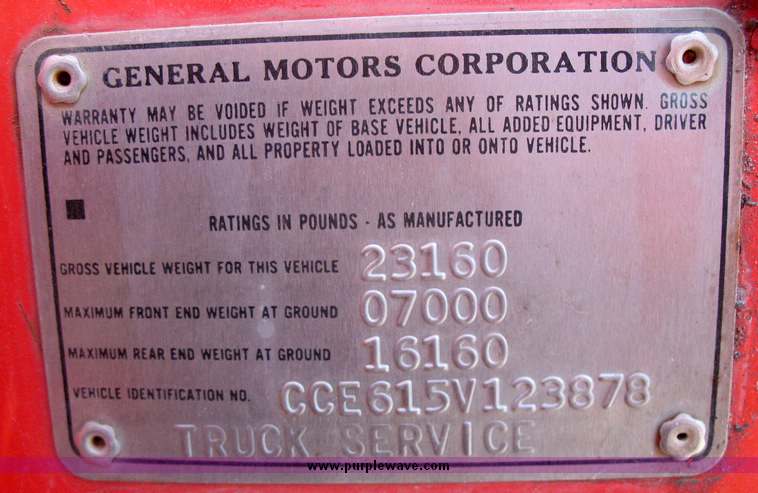 GENERAL MOTORS CORPORATION
WARRANTY MAY BE VOIDED IF WEIGHT EXCEEDS ANY OF RATINGS SHOWN. GROSS
VEHICLE WEIGHT INCLUDES WEIGHT OF BASE VEHICLE, ALL ADDED EQUIPMENT, DRIVER
AND PASSENGERS, AND ALL PROPERTY LOADED INTO OR ONTO VEHICLE.
RATINGS IN POUNDS - AS MANUFACTURED
GROSS VEHICLE WEIGHT FOR THIS VEHICLE 23160
MAXIMUM FRONT END WEIGHT AT GROUND 07000
MAXIMUM REAR END WEIGHT AT GROUND 16160
VEHICLE IDENTIFICATION NO. CCE615V123878
TRUCK SERVICE
www.purplewave.com